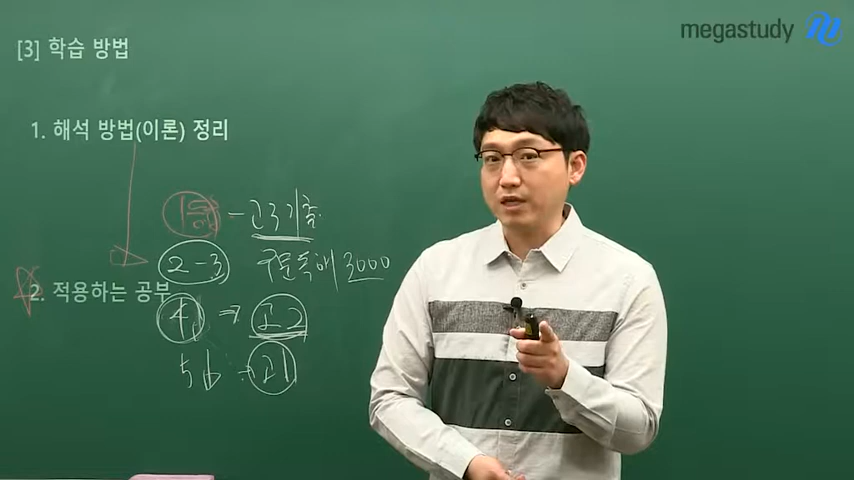 megastudy
[3] 학습 방법
1. 해석 방법(이론) 정리
1등 - 고3 기출
2-3 구문독해 3000
2. 적용하는 공부
4 ⇒ 고2
5 6 ⇒ 고1